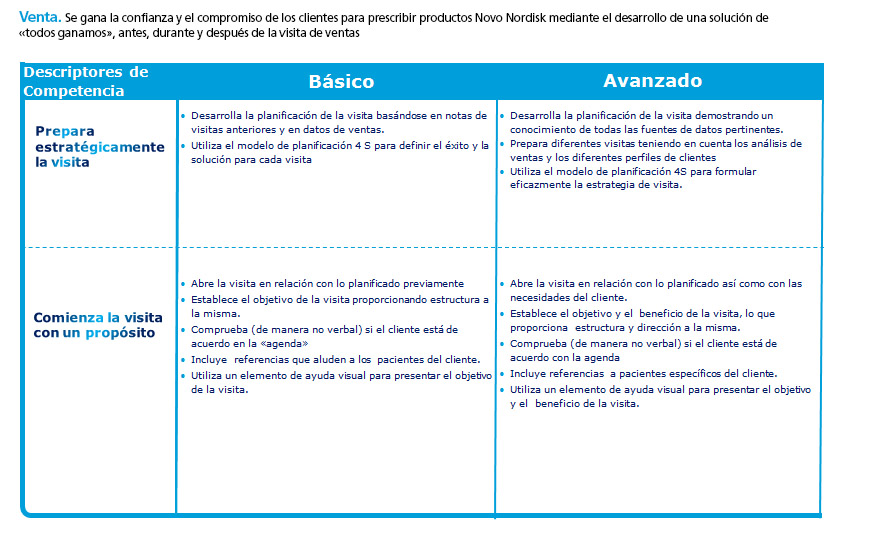 Venta. Se gana la confianza y el compromiso de los clientes para prescribir productos Novo Nordisk mediante el desarrollo de una solución de
«todos ganamos», antes, durante y después de la visita de ventas
Descriptores de
Competencia
Básico
Avanzado
Prepara
estratégicamente
la visita
• Desarrolla la planificación de la visita basándose en notas de
visitas anteriores y en datos de ventas.
• Utiliza el modelo de planificación 4 S para definir el éxito y la
solución para cada visita
• Desarrolla la planificación de la visita demostrando un
conocimiento de todas las fuentes de datos pertinentes.
• Prepara diferentes visitas teniendo en cuenta los análisis de
ventas y los diferentes perfiles de clientes
• Utiliza el modelo de planificación 4S para formular
eficazmente la estrategia de visita.
Comienza la visita
con un propósito
• Abre la visita en relación con lo planificado previamente
• Establece el objetivo de la visita proporcionando estructura a
la misma.
• Comprueba (de manera no verbal) si el cliente está de
acuerdo en la «agenda»
• Incluye referencias que aluden a los pacientes del cliente.
• Utiliza un elemento de ayuda visual para presentar el objetivo
de la visita.
• Abre la visita en relación con lo planificado así como con las
necesidades del cliente.
• Establece el objetivo y el beneficio de la visita, lo que
proporciona estructura y dirección a la misma.
• Comprueba (de manera no verbal) si el cliente está de
acuerdo con la agenda
• Incluye referencias a pacientes específicos del cliente.
• Utiliza un elemento de ayuda visual para presentar el objetivo
y el beneficio de la visita.